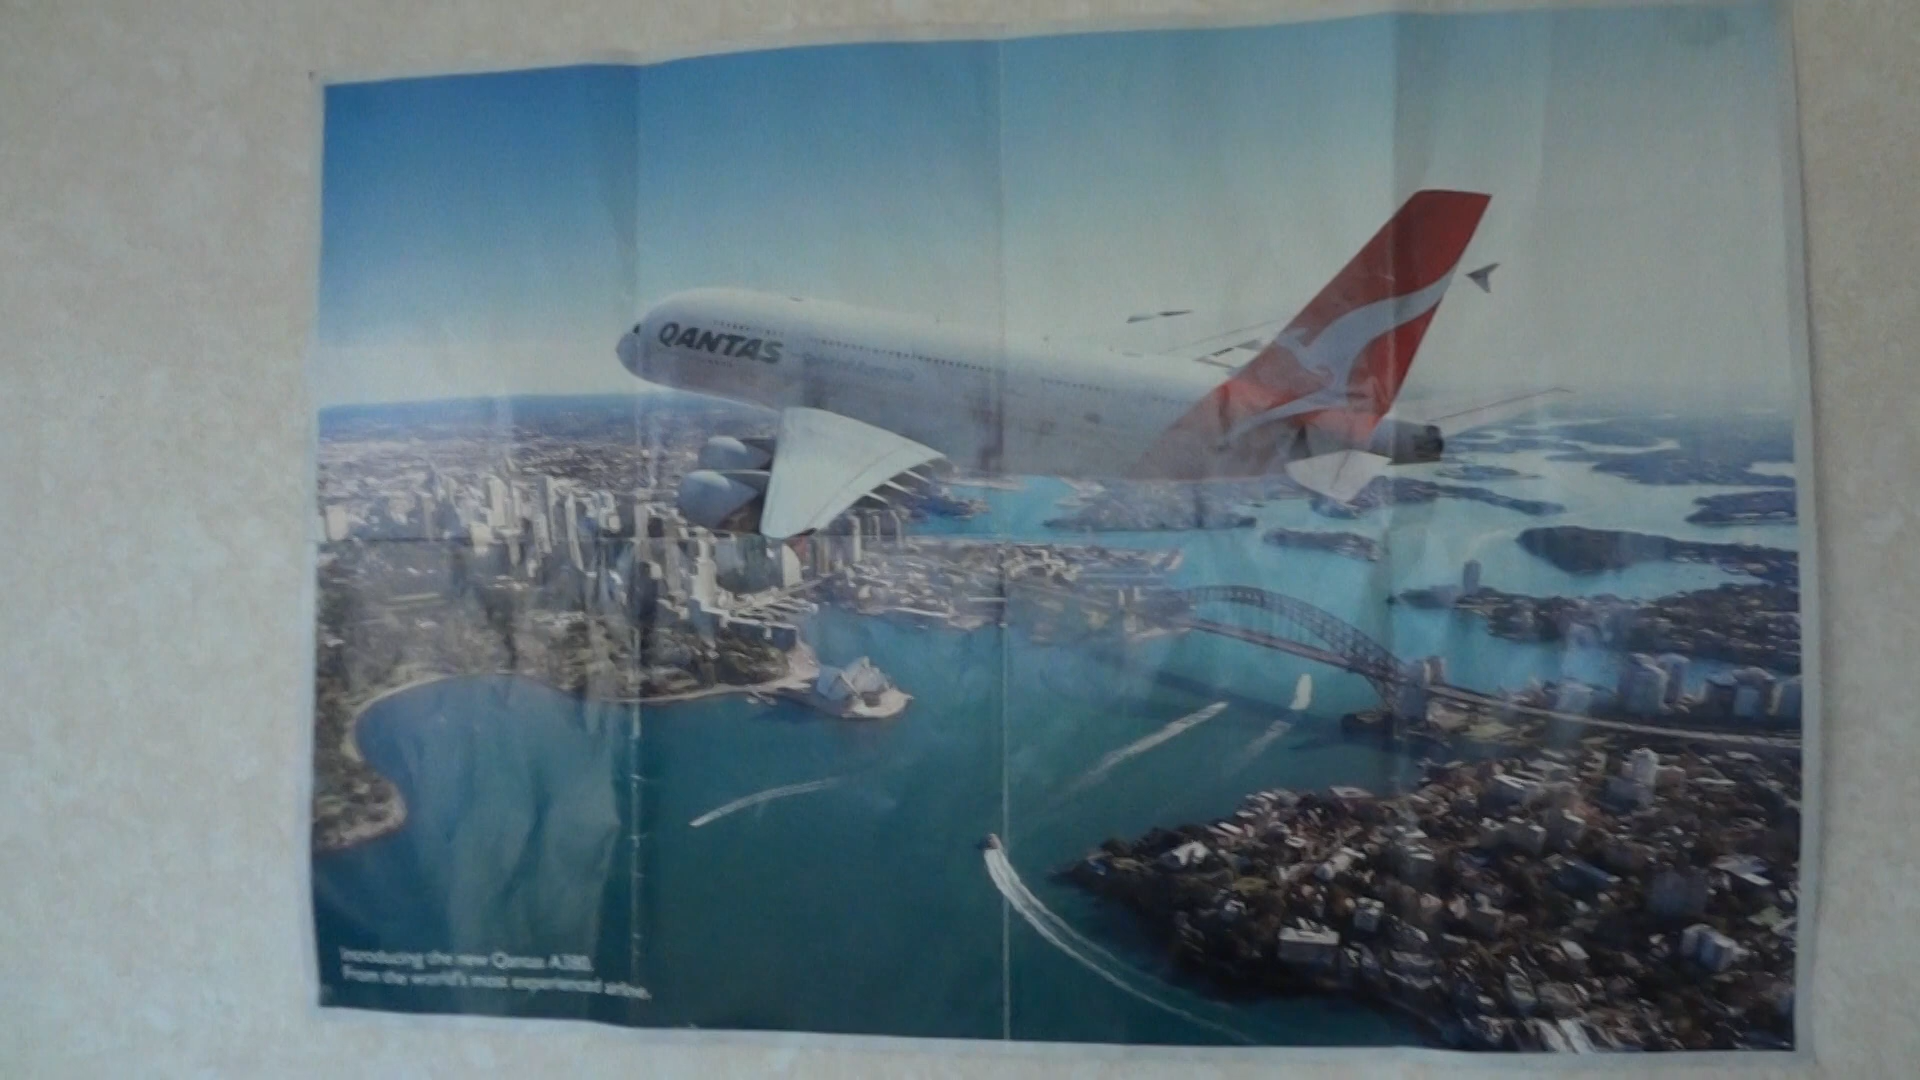 QANTAS
Introducing the new Qantas A380.
From the world's most experienced airline.